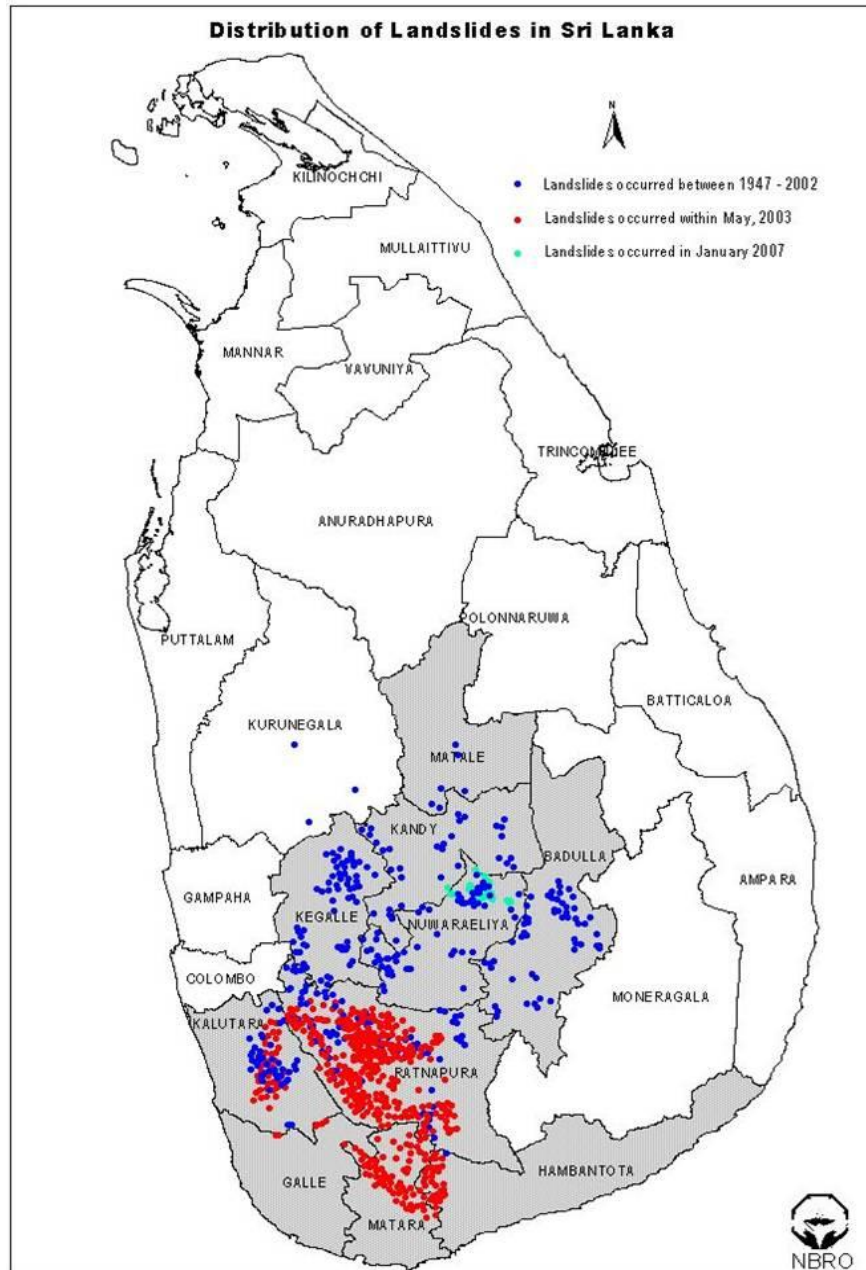 Distribution of Landslides in Sri Lanka
N
Landslides occurred between 1947 - 2002
Landslides occurred within May, 2003
Landslides occurred in January 2007
KILINOCHCHI
MULLAITTIVU
MANNAR
VAVUNIYA
TRINCOMALEE
ANURADHAPURA
POLONNARUWA
PUTTALAM
BATTICALOA
KURUNEGALA
MATALE
KANDY
BADULLA
AMPARA
GAMPAHA
KEGALLE
NUWARAELIYA
COLOMBO
MONERAGALA
KALUTARA
RATNAPURA
HAMBANTOTA
GALLE
MATARA
NBRO